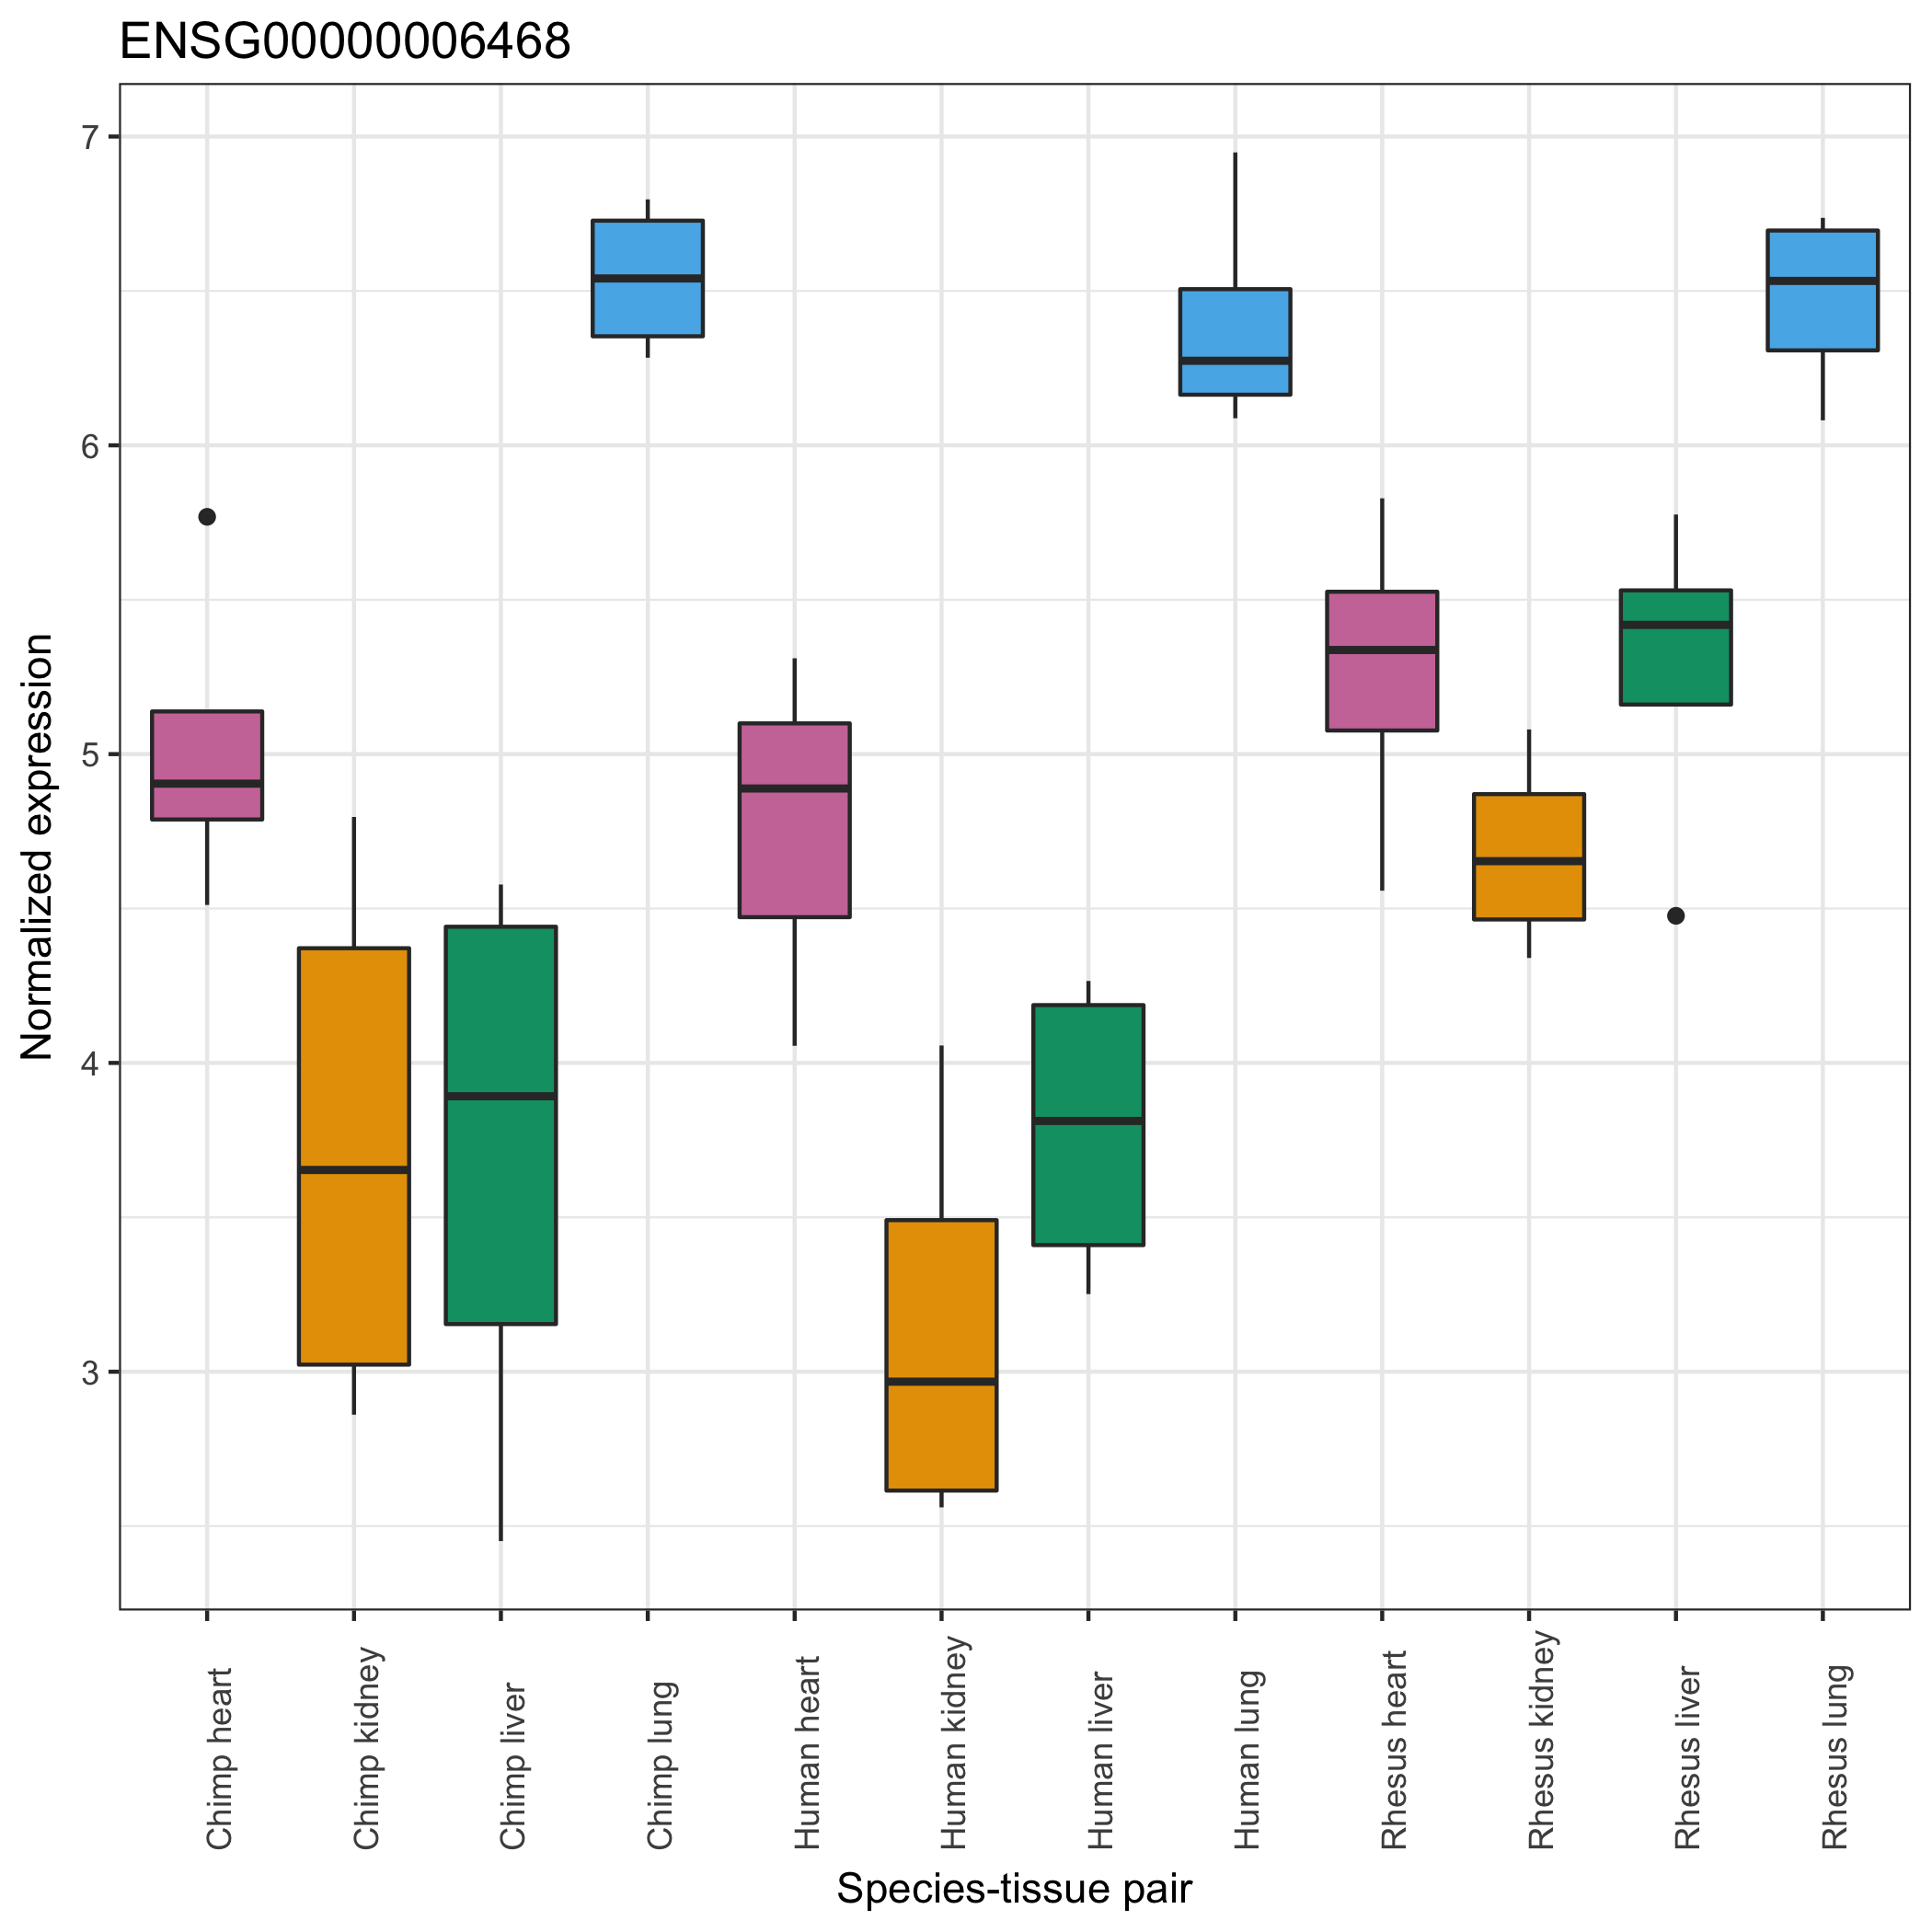 ENSG00000006468
Normalized expression
7
6
5
4
3
Chimp heart
Chimp kidney
Chimp liver
Chimp lung
Human heart
Human kidney
Human liver
Human lung
Rhesus heart
Rhesus kidney
Rhesus liver
Rhesus lung
Species-tissue pair